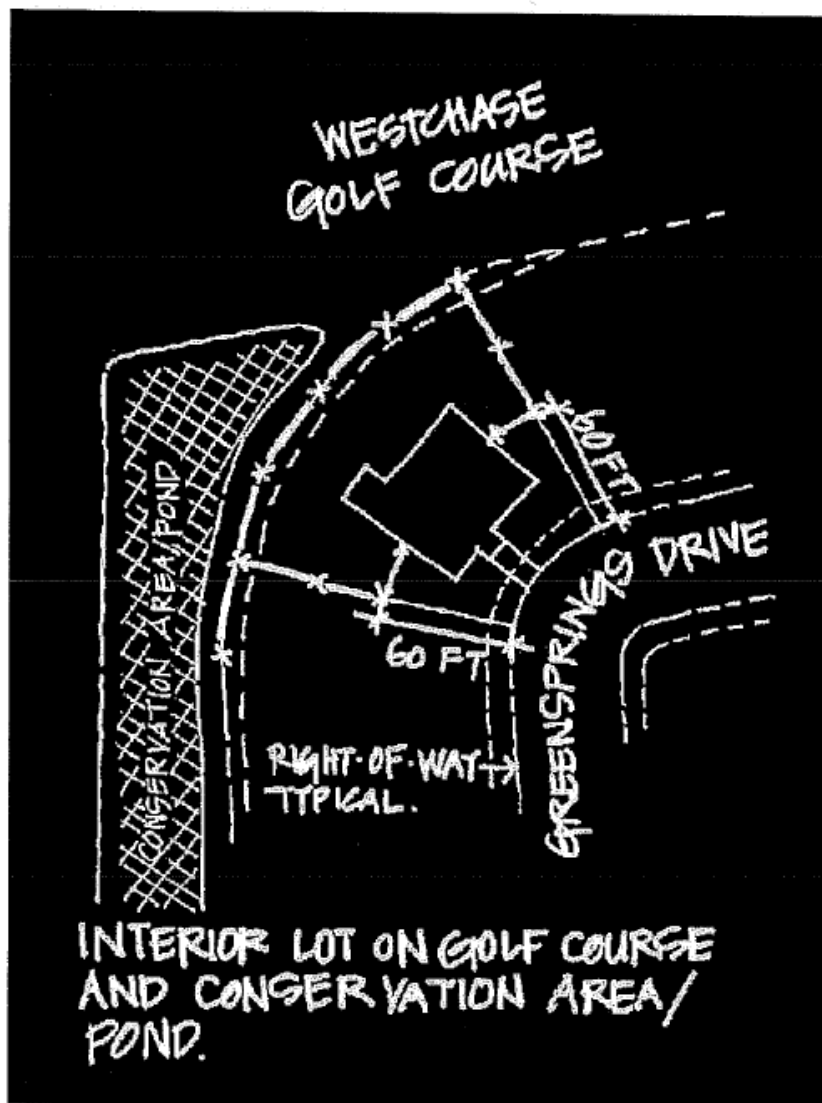 WESTCHASE
GOLF COURSE
60 FT.
CONSERVATION AREA/POND
GREENSPRINGS DRIVE
60 FT
RIGHT-OF-WAY
TYPICAL.
INTERIOR LOT ON GOLF COURSE
AND CONSERVATION AREA/
POND.